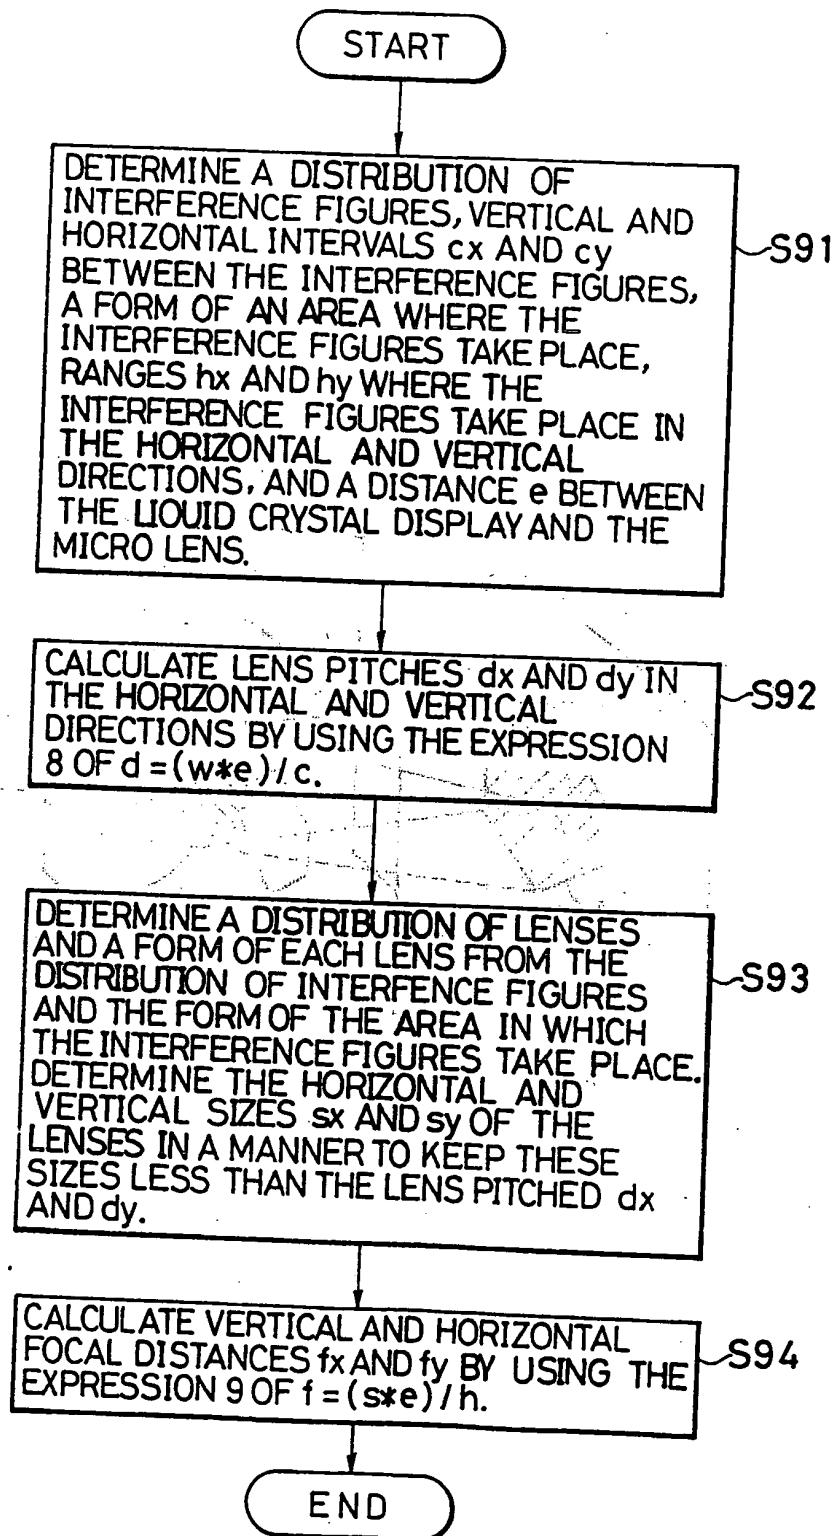 START
DETERMINE A DISTRIBUTION OF
INTERFERENCE FIGURES, VERTICAL AND
HORIZONTAL INTERVALS cx AND cy
BETWEEN THE INTERFERENCE FIGURES,
A FORM OF AN AREA WHERE THE
INTERFERENCE FIGURES TAKE PLACE,
RANGES hx AND hy WHERE THE
INTERFERENCE FIGURES TAKE PLACE IN
THE HORIZONTAL AND VERTICAL
DIRECTIONS, AND A DISTANCE e BETWEEN
THE LIOUID CRYSTAL DISPLAY AND THE
MICRO LENS.
S91
CALCULATE LENS PITCHES dx AND dy IN
THE HORIZONTAL AND VERTICAL
DIRECTIONS BY USING THE EXPRESSION
8 OF d=(w*e)/c.
S92
DETERMINE A DISTRIBUTION OF LENSES
AND A FORM OF EACH LENS FROM THE
DISTRIBUTION OF INTERFENCE FIGURES
AND THE FORM OF THE AREA IN WHICH
THE INTERFERENCE FIGURES TAKE PLACE.
DETERMINE THE HORIZONTAL AND
VERTICAL SIZES sx AND sy OF THE
LENSES IN A MANNER TO KEEP THESE
SIZES LESS THAN THE LENS PITCHED dx
AND dy.
S93
CALCULATE VERTICAL AND HORIZONTAL
FOCAL DISTANCES fx AND fy BY USING THE
EXPRESSION 9 OF f=(s*e)/h.
S94
END